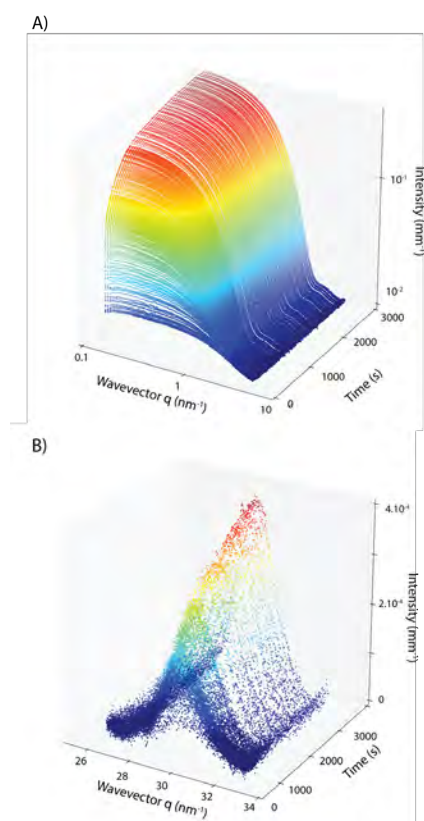 A)
10⁻¹
Intensity (mm⁻¹)
10⁻²
3000
2000
1000
0
Time (s)
0.1
1
10
Wavevector q (nm⁻¹)
B)
4.10⁻⁴
2.10⁻⁴
0
Intensity (mm⁻¹)
3000
2000
1000
0
Time (s)
26
28
30
32
34
Wavevector q (nm⁻¹)